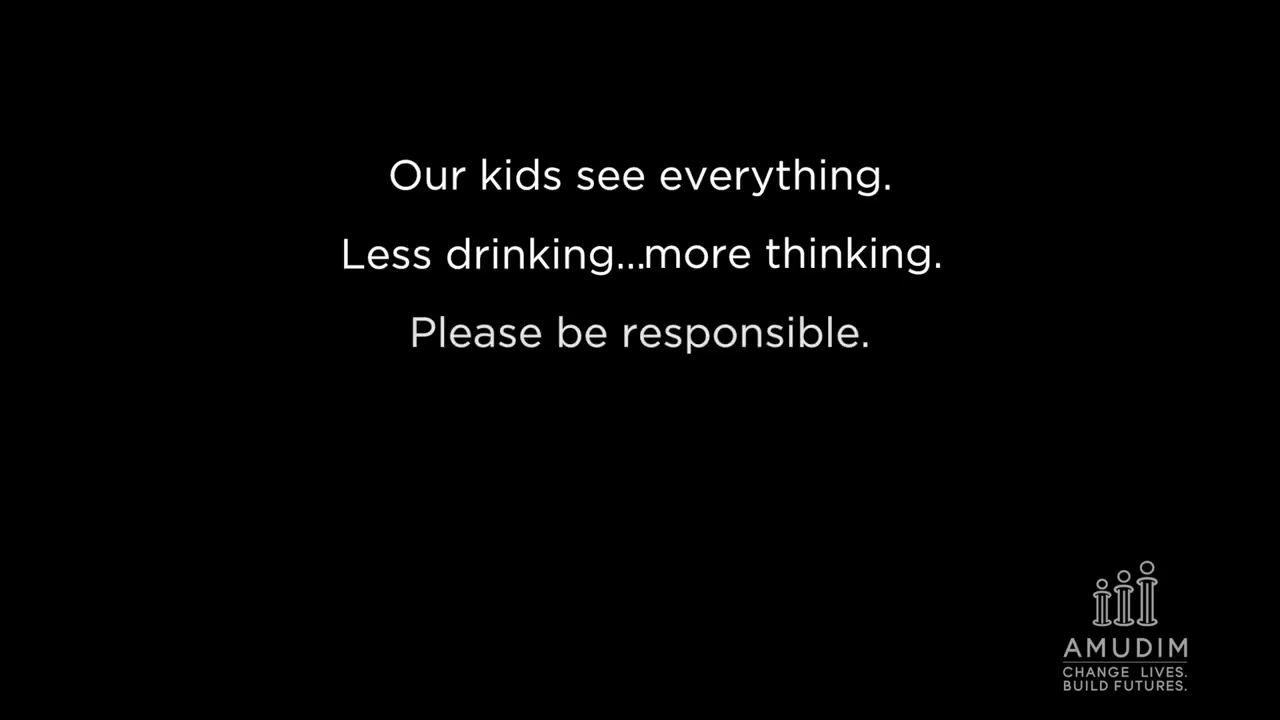 Our kids see everything.
Less drinking...more thinking.
Please be responsible.
AMUDIM
CHANGE LIVES.
BUILD FUTURES.